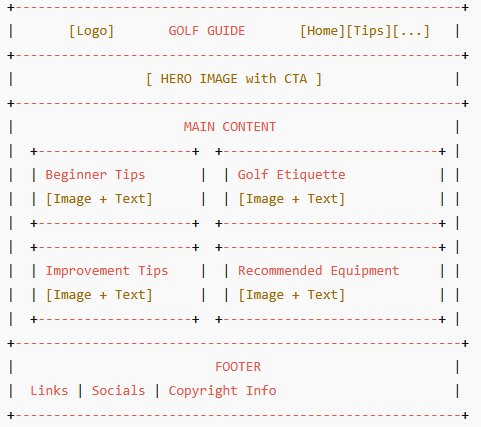 [Logo] GOLF GUIDE [Home][Tips][...]
[ HERO IMAGE with CTA ]
MAIN CONTENT
Beginner Tips | Golf Etiquette
[Image + Text] | [Image + Text]
Improvement Tips | Recommended Equipment
[Image + Text] | [Image + Text]
FOOTER
Links | Socials | Copyright Info